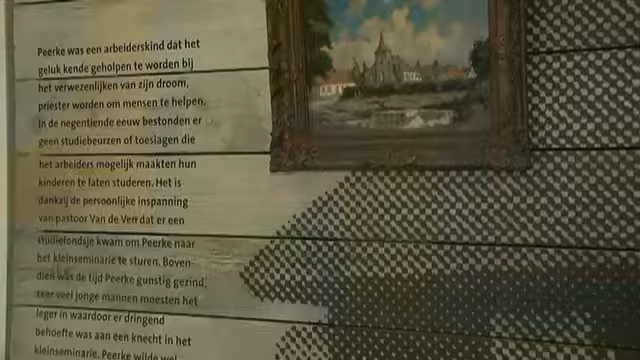 Peerke was een arbeiderskind dat het
geluk kende geholpen te worden bij
het verwezenlijken van zijn droom,
priester worden om mensen te helpen.
In de negentiende eeuw bestonden er
geen studiebeurzen of toeslagen die
het arbeiders mogelijk maakten hun
kinderen te laten studeren. Het is
dankzij de persoonlijke inspanning
van pastoor Van de Ven dat er een
studiefondsje kwam om Peerke naar
het kleinseminarie te sturen. Boven-
dien was de tijd Peerke gunstig gezind,
zeer veel jonge mannen moesten het
leger in waardoor er dringend
behoefte was aan een knecht in het
kleinseminarie. Peerke wilde wel